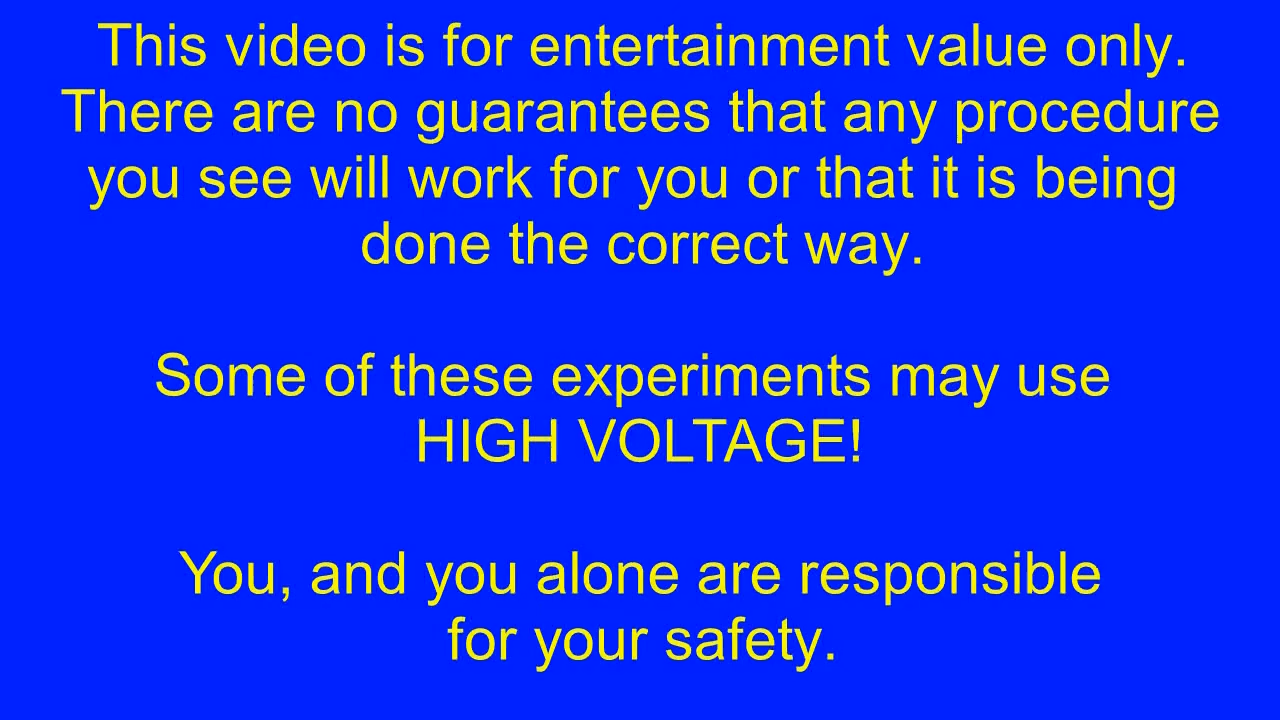 This video is for entertainment value only.
There are no guarantees that any procedure
you see will work for you or that it is being
done the correct way.
Some of these experiments may use
HIGH VOLTAGE!
You, and you alone are responsible
for your safety.